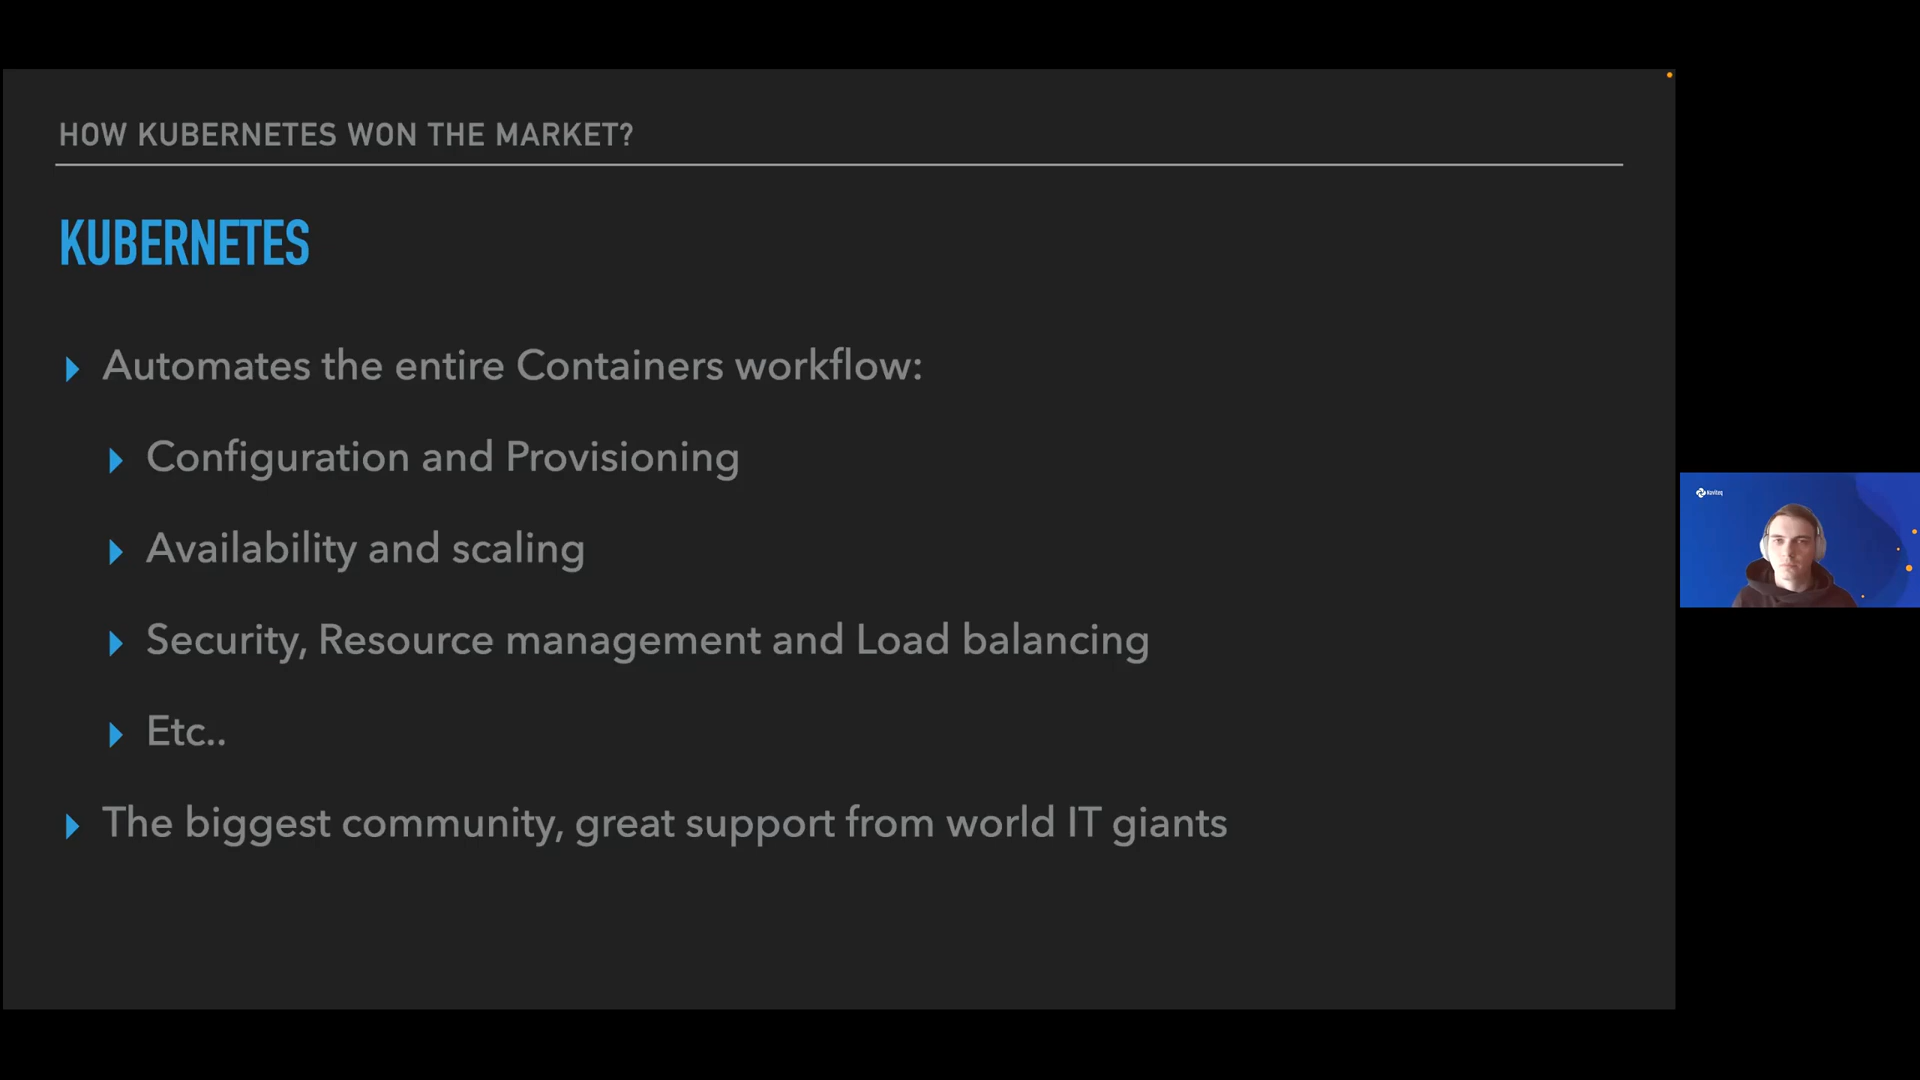 HOW KUBERNETES WON THE MARKET?
KUBERNETES
Automates the entire Containers workflow:
Configuration and Provisioning
Availability and scaling
Security, Resource management and Load balancing
Etc..
The biggest community, great support from world IT giants
Naviteq